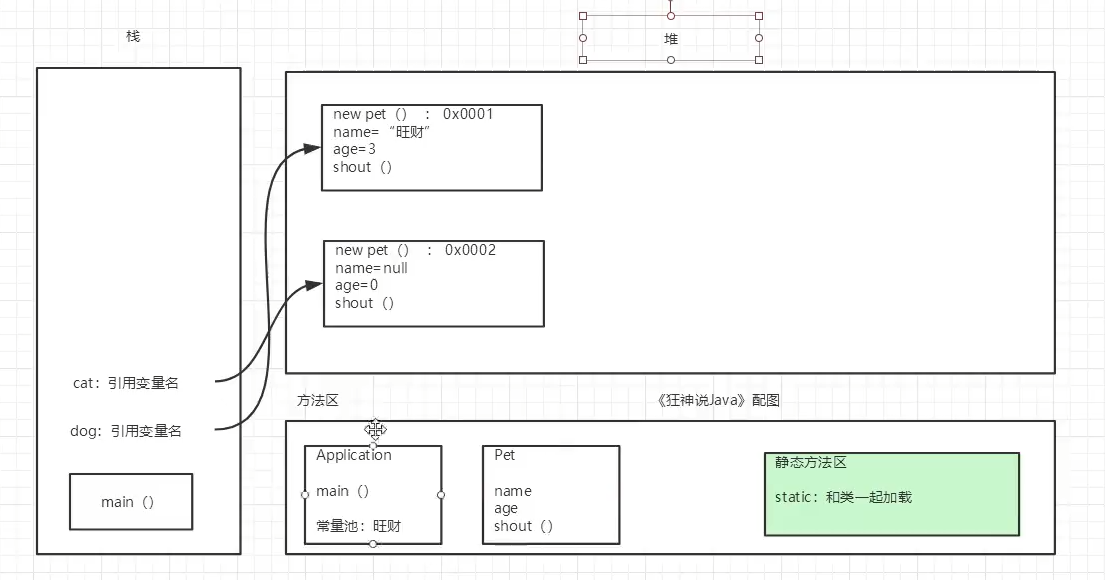 栈
堆
new pet（） ： 0x0001
name=“旺财”
age=3
shout（）
new pet（） ： 0x0002
name=null
age=0
shout（）
cat：引用变量名
dog：引用变量名
main（）
方法区
《狂神说Java》配图
Application
main（）
常量池：旺财
Pet
name
age
shout（）
静态方法区
static：和类一起加载